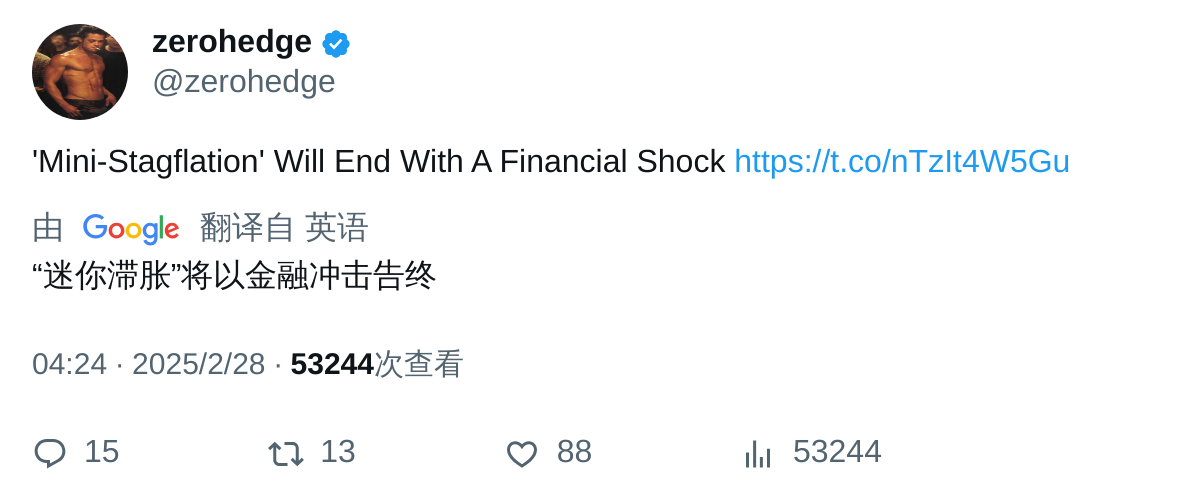 zerohedge
@zerohedge
'Mini-Stagflation' Will End With A Financial Shock https://t.co/nTzIt4W5Gu
由 Google 翻译自 英语
“迷你滞胀”将以金融冲击告终
04:24 · 2025/2/28 · 53244次查看
15 13 88 53244